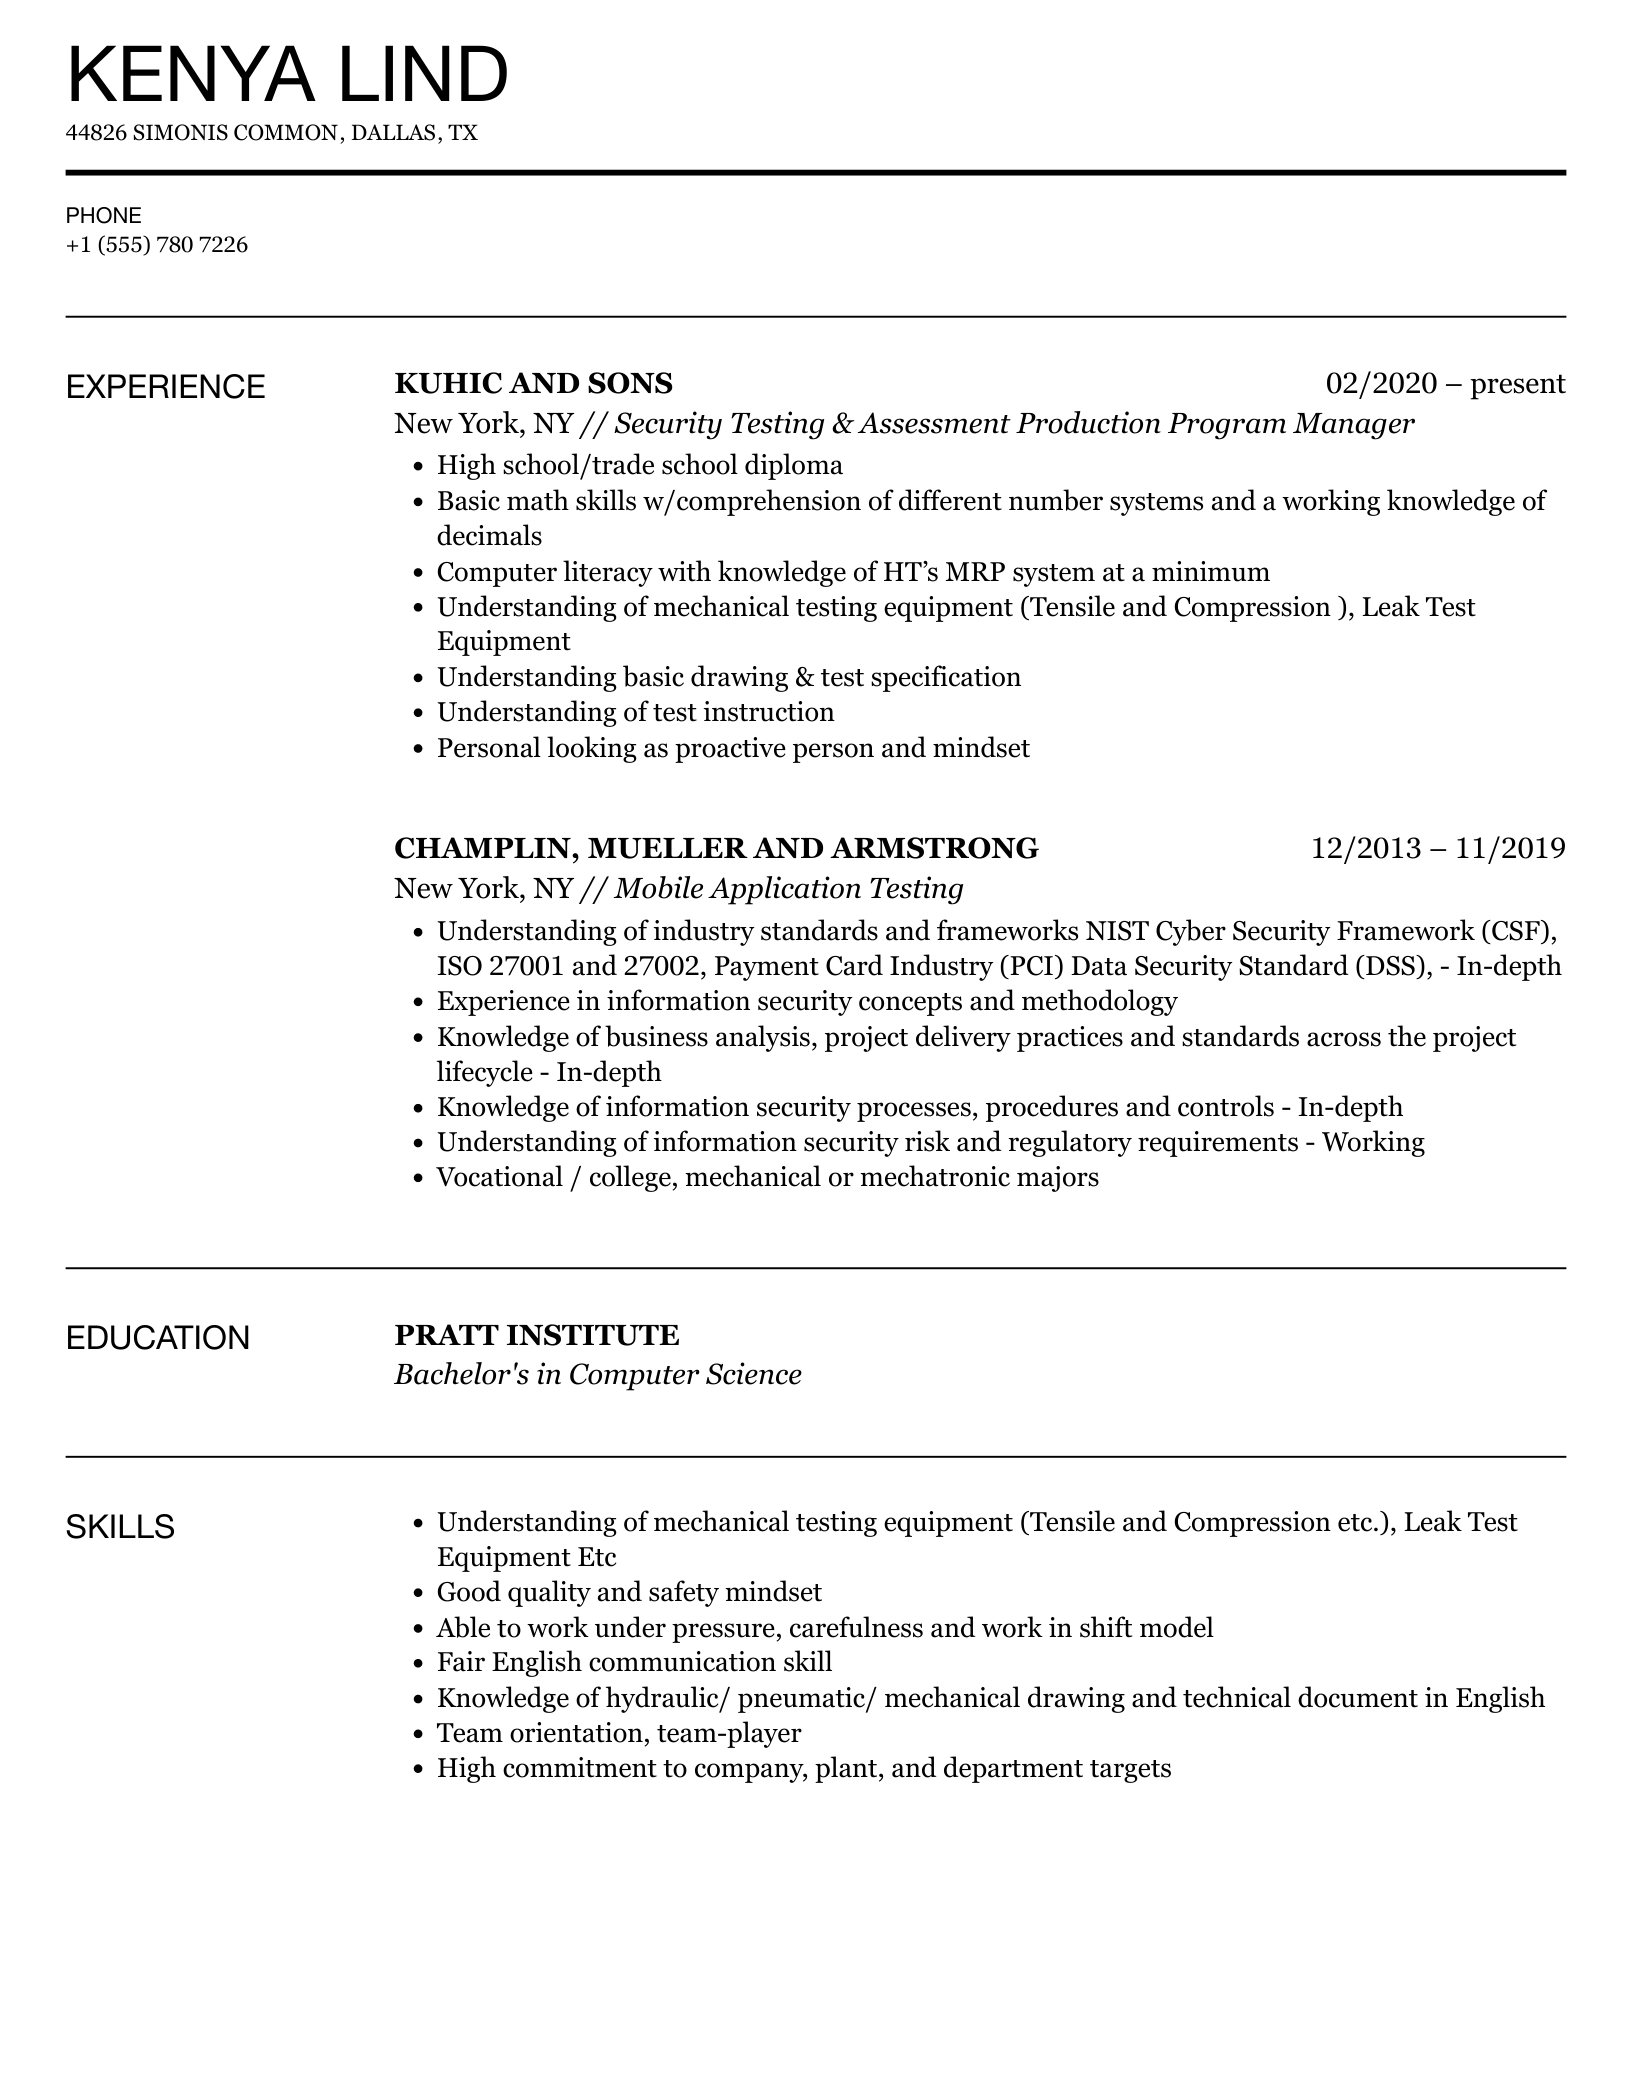 KENYA LIND
44826 SIMONIS COMMON, DALLAS, TX
PHONE
+1 (555) 780 7226
EXPERIENCE
KUHIC AND SONS 02/2020 – present
New York, NY // Security Testing & Assessment Production Program Manager
• High school/trade school diploma
• Basic math skills w/comprehension of different number systems and a working knowledge of
decimals
• Computer literacy with knowledge of HT’s MRP system at a minimum
• Understanding of mechanical testing equipment (Tensile and Compression ), Leak Test
Equipment
• Understanding basic drawing & test specification
• Understanding of test instruction
• Personal looking as proactive person and mindset
CHAMPLIN, MUELLER AND ARMSTRONG 12/2013 – 11/2019
New York, NY // Mobile Application Testing
• Understanding of industry standards and frameworks NIST Cyber Security Framework (CSF),
ISO 27001 and 27002, Payment Card Industry (PCI) Data Security Standard (DSS), - In-depth
• Experience in information security concepts and methodology
• Knowledge of business analysis, project delivery practices and standards across the project
lifecycle - In-depth
• Knowledge of information security processes, procedures and controls - In-depth
• Understanding of information security risk and regulatory requirements - Working
• Vocational / college, mechanical or mechatronic majors
EDUCATION
PRATT INSTITUTE
Bachelor's in Computer Science
SKILLS
• Understanding of mechanical testing equipment (Tensile and Compression etc.), Leak Test
Equipment Etc
• Good quality and safety mindset
• Able to work under pressure, carefulness and work in shift model
• Fair English communication skill
• Knowledge of hydraulic/ pneumatic/ mechanical drawing and technical document in English
• Team orientation, team-player
• High commitment to company, plant, and department targets